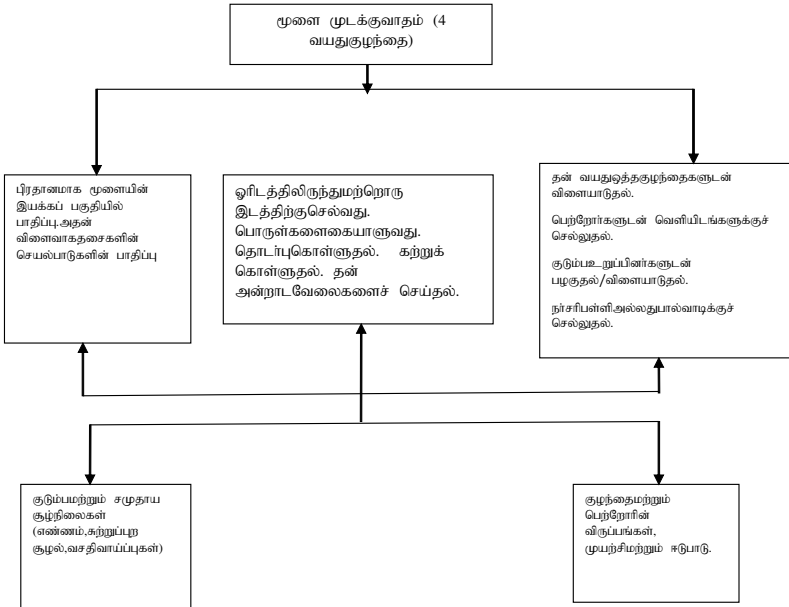 மூளை முடக்குவாதம் (4
வயதுகுழந்தை)
பிரதானமாக மூளையின்
இயக்கப் பகுதியில்
பாதிப்பு.அதன்
விளைவாகதசைகளின்
செயல்பாடுகளின் பாதிப்பு
ஓரிடத்திலிருந்துமற்றொரு
இடத்திற்குசெல்வது.
பொருள்களைகையாளுவது.
தொடர்புகொள்ளுதல். கற்றுக்
கொள்ளுதல். தன்
அன்றாடவேலைகளைச் செய்தல்.
தன் வயதுஒத்தகுழந்தைகளுடன்
விளையாடுதல்.
பெற்றோர்களுடன் வெளியிடங்களுக்குச்
செல்லுதல்.
குடும்பஉறுப்பினர்களுடன்
பழகுதல்/விளையாடுதல்.
நர்சரிபள்ளிஅல்லதுபால்வாடிக்குச்
செல்லுதல்.
குடும்பமற்றும் சமுதாய
சூழ்நிலைகள்
(எண்ணம்,சுற்றுப்புற
சூழல்,வசதிவாய்ப்புகள்)
குழந்தைமற்றும்
பெற்றோரின்
விருப்பங்கள்,
முயற்சிமற்றும் ஈடுபாடு.